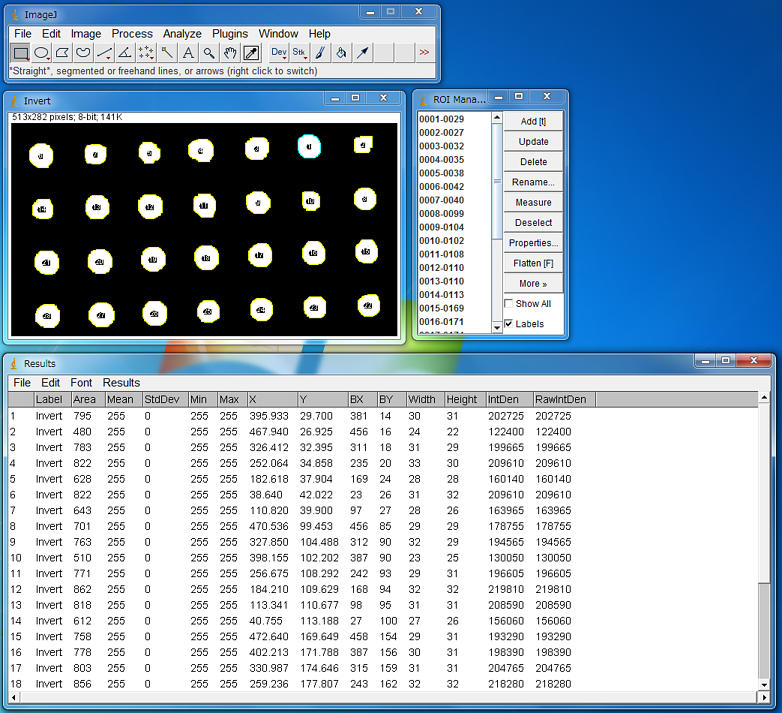 ImageJ
File Edit Image Process Analyze Plugins Window Help
A Dev Stk >>
"Straight", segmented or freehand lines, or arrows (right click to switch)
Invert
513x282 pixels; 8-bit; 141K
ROI Mana...
0001-0029
0002-0027
0003-0032
0004-0035
0005-0038
0006-0042
0007-0040
0008-0099
0009-0104
0010-0102
0011-0108
0012-0110
0013-0110
0014-0113
0015-0169
0016-0171
Add [t]
Update
Delete
Rename...
Measure
Deselect
Properties...
Flatten [F]
More »
Show All
Labels
Results
File Edit Font Results
Label Area Mean StdDev Min Max X Y BX BY Width Height IntDen RawIntDen
1 Invert 795 255 0 255 255 395.933 29.700 381 14 30 31 202725 202725
2 Invert 480 255 0 255 255 467.940 26.925 456 16 24 22 122400 122400
3 Invert 783 255 0 255 255 326.412 32.395 311 18 31 29 199665 199665
4 Invert 822 255 0 255 255 252.064 34.858 235 20 33 30 209610 209610
5 Invert 628 255 0 255 255 182.618 37.904 169 24 28 28 160140 160140
6 Invert 822 255 0 255 255 38.640 42.022 23 26 31 32 209610 209610
7 Invert 643 255 0 255 255 110.820 39.900 97 27 28 26 163965 163965
8 Invert 701 255 0 255 255 470.536 99.453 456 85 29 29 178755 178755
9 Invert 763 255 0 255 255 327.850 104.488 312 90 32 29 194565 194565
10 Invert 510 255 0 255 255 398.155 102.202 387 90 23 25 130050 130050
11 Invert 771 255 0 255 255 256.675 108.292 242 93 29 31 196605 196605
12 Invert 862 255 0 255 255 184.210 109.629 168 94 32 32 219810 219810
13 Invert 818 255 0 255 255 113.341 110.677 98 95 31 31 208590 208590
14 Invert 612 255 0 255 255 40.755 113.188 27 100 27 26 156060 156060
15 Invert 758 255 0 255 255 472.640 169.649 458 154 29 31 193290 193290
16 Invert 778 255 0 255 255 402.213 171.788 387 156 30 31 198390 198390
17 Invert 803 255 0 255 255 330.987 174.646 315 159 31 31 204765 204765
18 Invert 856 255 0 255 255 259.236 177.807 243 162 32 32 218280 218280